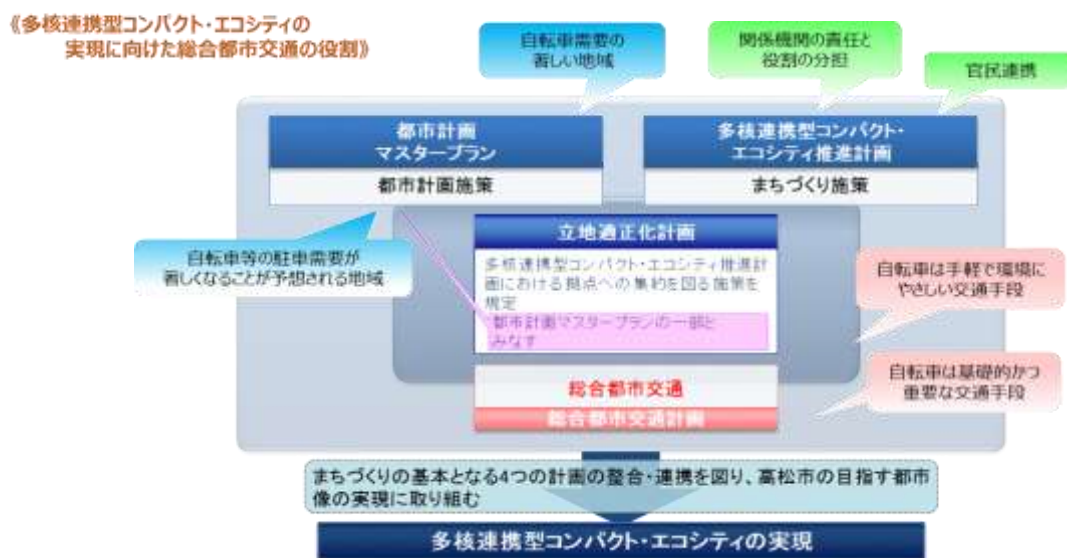 《多核連携型コンパクト・エコシティの
実現に向けた総合都市交通の役割》
自転車需要の
著しい地域
関係機関の責任と
役割の分担
官民連携
都市計画
マスタープラン
都市計画施策
多核連携型コンパクト・
エコシティ推進計画
まちづくり施策
自転車等の駐車需要が
著しくなることが予想される地域
立地適正化計画
多核連携型コンパクト・エコシティ推進計
画における拠点への集約を図る施策を
規定
都市計画マスタープランの一部と
みなす
自転車は手軽で環境に
やさしい交通手段
総合都市交通
総合都市交通計画
自転車は基礎的かつ
重要な交通手段
まちづくりの基本となる4つの計画の整合・連携を図り、高松市の目指す都市
像の実現に取り組む
多核連携型コンパクト・エコシティの実現